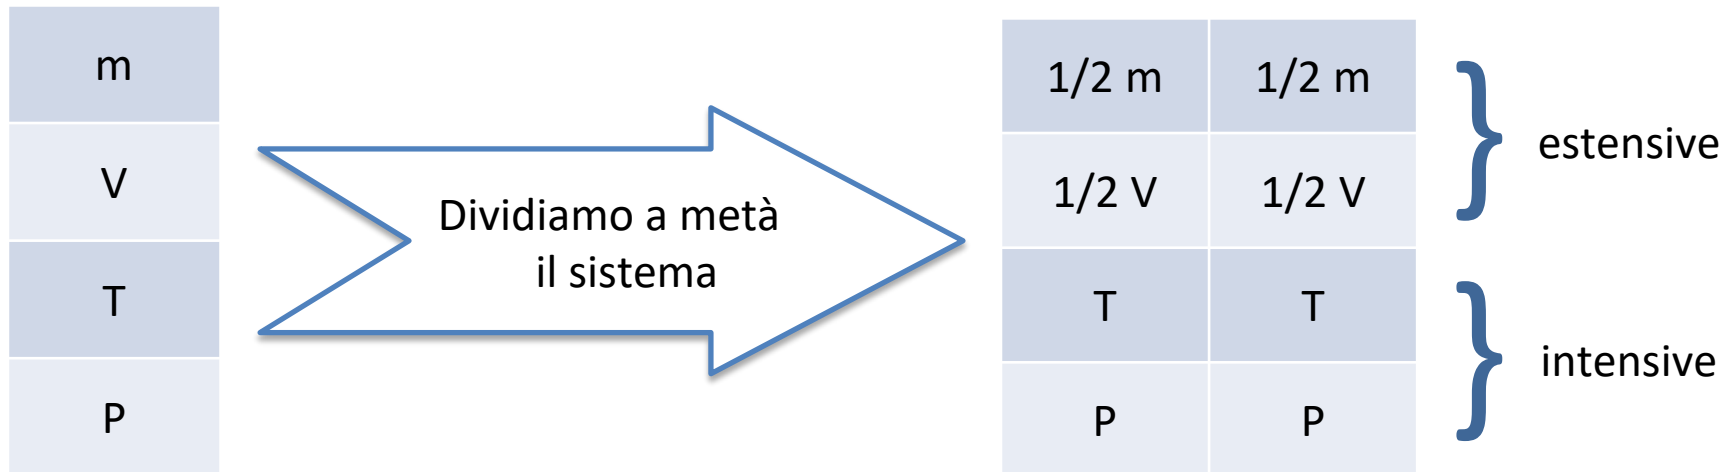 m
V
T
P
Dividiamo a metà
il sistema
1/2 m 1/2 m
1/2 V 1/2 V
T T
P P
} estensive
} intensive